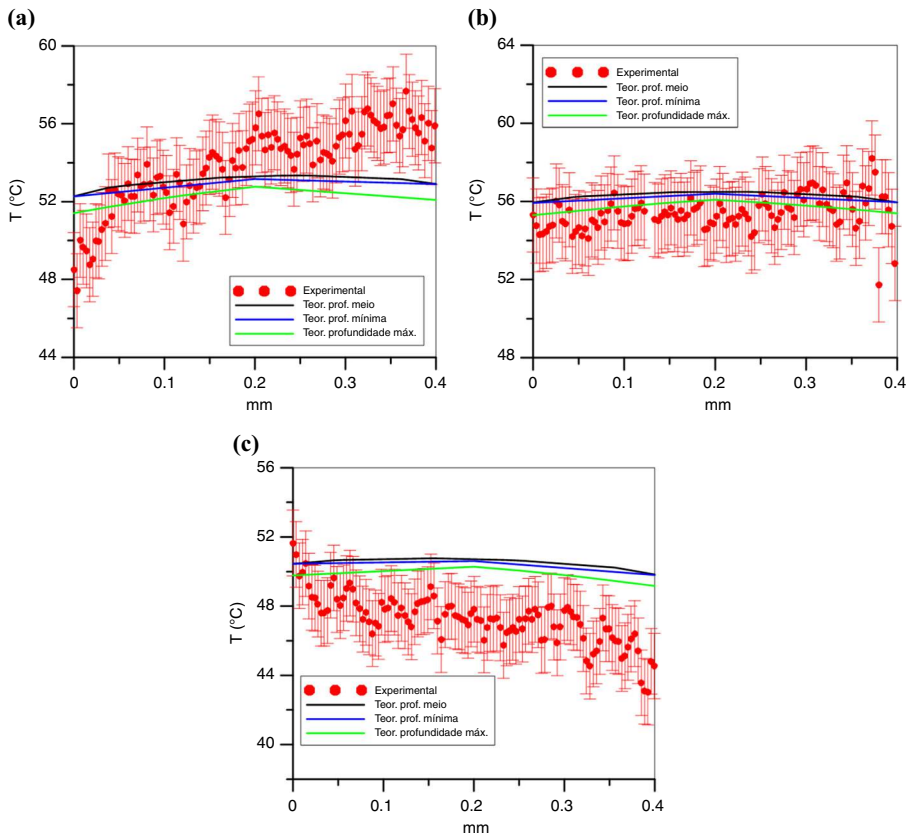 (a)
60
56
52
48
44
T (°C)
Experimental
Teor. prof. meio
Teor. prof. mínima
Teor. profundidade máx.
0
0.1
0.2
0.3
0.4
mm
(b)
64
60
56
52
48
T (°C)
Experimental
Teor. prof. meio
Teor. prof. mínima
Teor. profundidade máx.
0
0.1
0.2
0.3
0.4
mm
(c)
56
52
48
44
40
T (°C)
Experimental
Teor. prof. meio
Teor. prof. mínima
Teor. profundidade máx.
0
0.1
0.2
0.3
0.4
mm